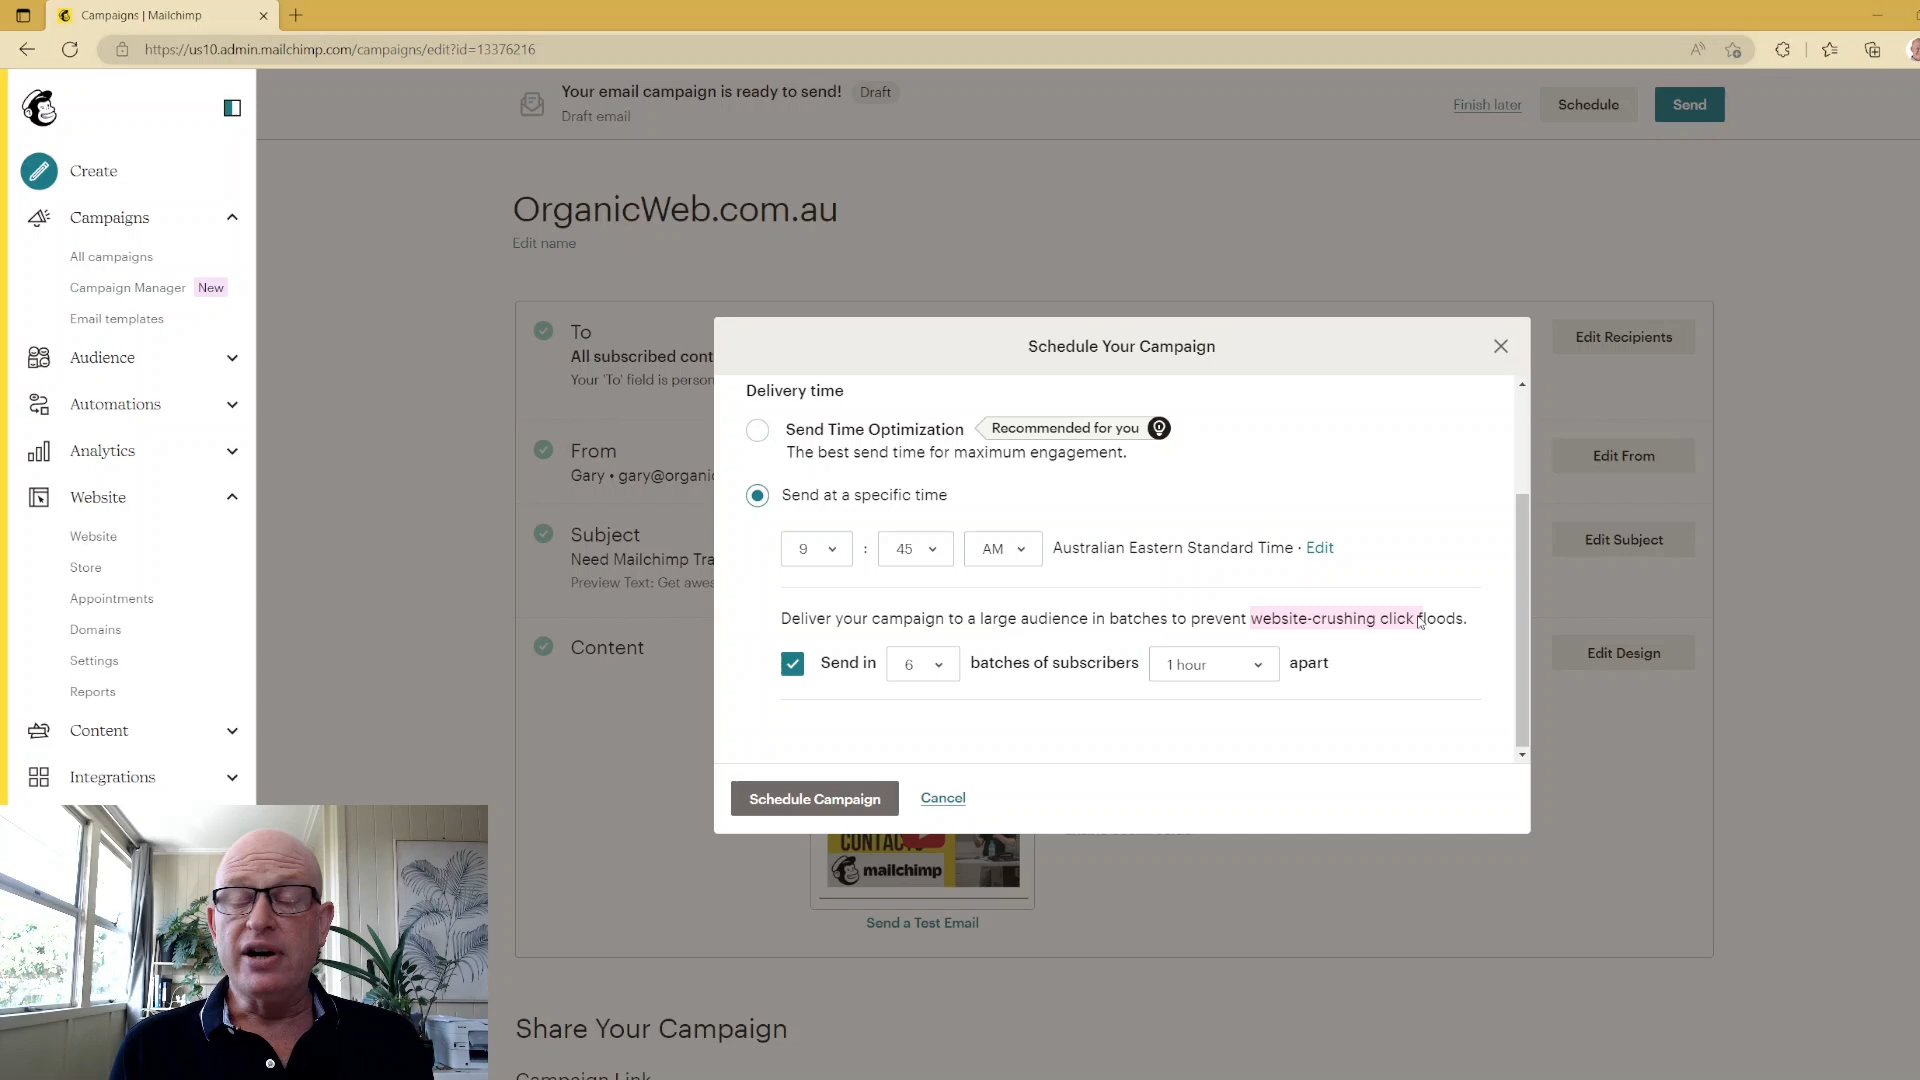 Campaigns | Mailchimp
https://us10.admin.mailchimp.com/campaigns/edit?id=13376216
Your email campaign is ready to send! Draft
Draft email
Finish later
Schedule
Send
Create
Campaigns
All campaigns
Campaign Manager New
Email templates
Audience
Automations
Analytics
Website
Website
Store
Appointments
Domains
Settings
Reports
Content
Integrations
OrganicWeb.com.au
Edit name
To
All subscribed cont
Your 'To' field is person
Edit Recipients
From
Gary • gary@organic
Edit From
Subject
Need Mailchimp Tra
Preview Text: Get awes
Edit Subject
Content
Edit Design
Schedule Your Campaign
Delivery time
Send Time Optimization Recommended for you
The best send time for maximum engagement.
Send at a specific time
9 : 45 AM Australian Eastern Standard Time · Edit
Deliver your campaign to a large audience in batches to prevent website-crushing click floods.
Send in 6 batches of subscribers 1 hour apart
Schedule Campaign Cancel
CONTACT
mailchimp
Send a Test Email
Share Your Campaign
Campaign Link